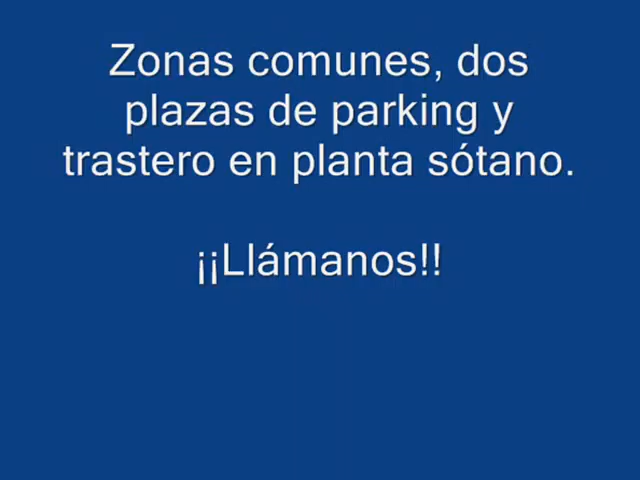 Zonas comunes, dos
plazas de parking y
trastero en planta sótano.
¡¡Llámanos!!